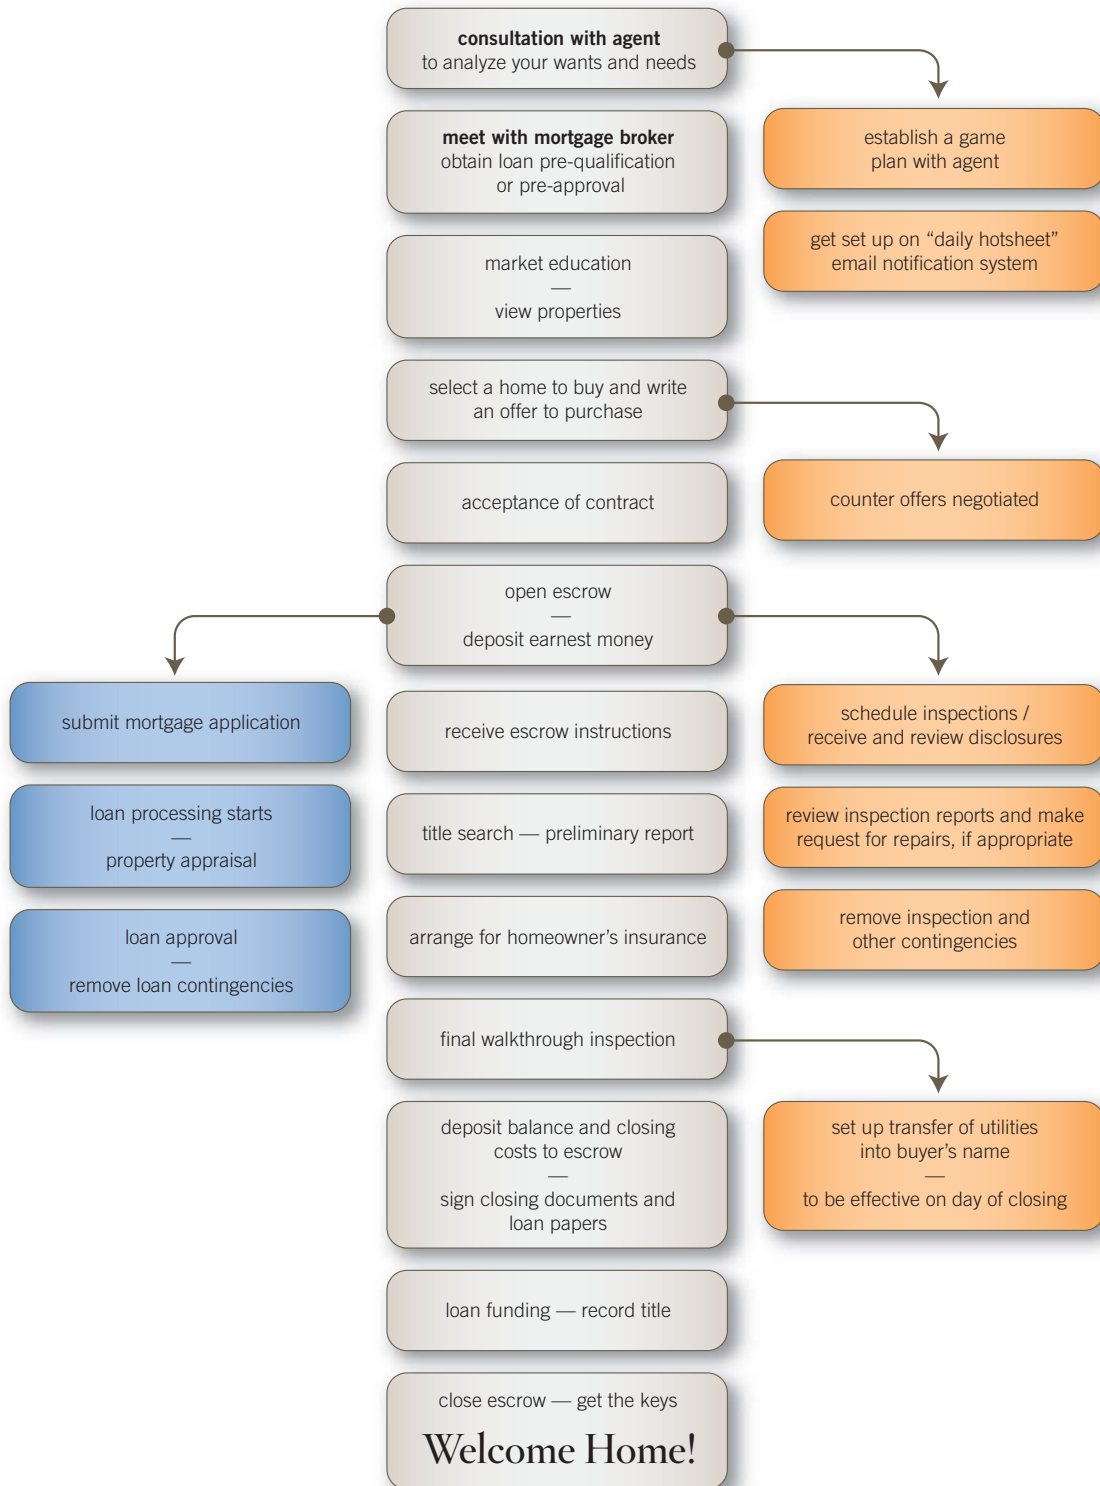 consultation with agent
to analyze your wants and needs
establish a game
plan with agent
meet with mortgage broker
obtain loan pre-qualification
or pre-approval
get set up on “daily hotsheet”
email notification system
market education
—
view properties
select a home to buy and write
an offer to purchase
counter offers negotiated
acceptance of contract
open escrow
—
deposit earnest money
submit mortgage application
loan processing starts
—
property appraisal
loan approval
—
remove loan contingencies
receive escrow instructions
title search — preliminary report
arrange for homeowner’s insurance
schedule inspections /
receive and review disclosures
review inspection reports and make
request for repairs, if appropriate
remove inspection and
other contingencies
final walkthrough inspection
set up transfer of utilities
into buyer’s name
—
to be effective on day of closing
deposit balance and closing
costs to escrow
—
sign closing documents and
loan papers
loan funding — record title
close escrow — get the keys
Welcome Home!